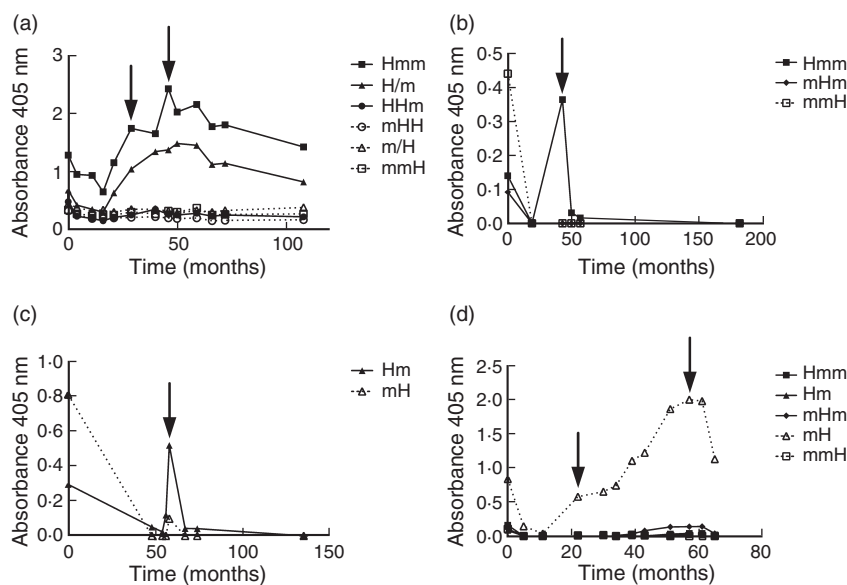 (a)
Absorbance 405 nm
3
2
1
0
0 50 100
Time (months)
Hmm
H/m
HHm
mHH
m/H
mmH
(b)
Absorbance 405 nm
0·5
0·4
0·3
0·2
0·1
0·0
0 50 100 150 200
Time (months)
Hmm
mHm
mmH
(c)
Absorbance 405 nm
1·0
0·8
0·6
0·4
0·2
0·0
0 50 100 150
Time (months)
Hm
mH
(d)
Absorbance 405 nm
2·5
2·0
1·5
1·0
0·5
0·0
0 20 40 60 80
Time (months)
Hmm
Hm
mHm
mH
mmH